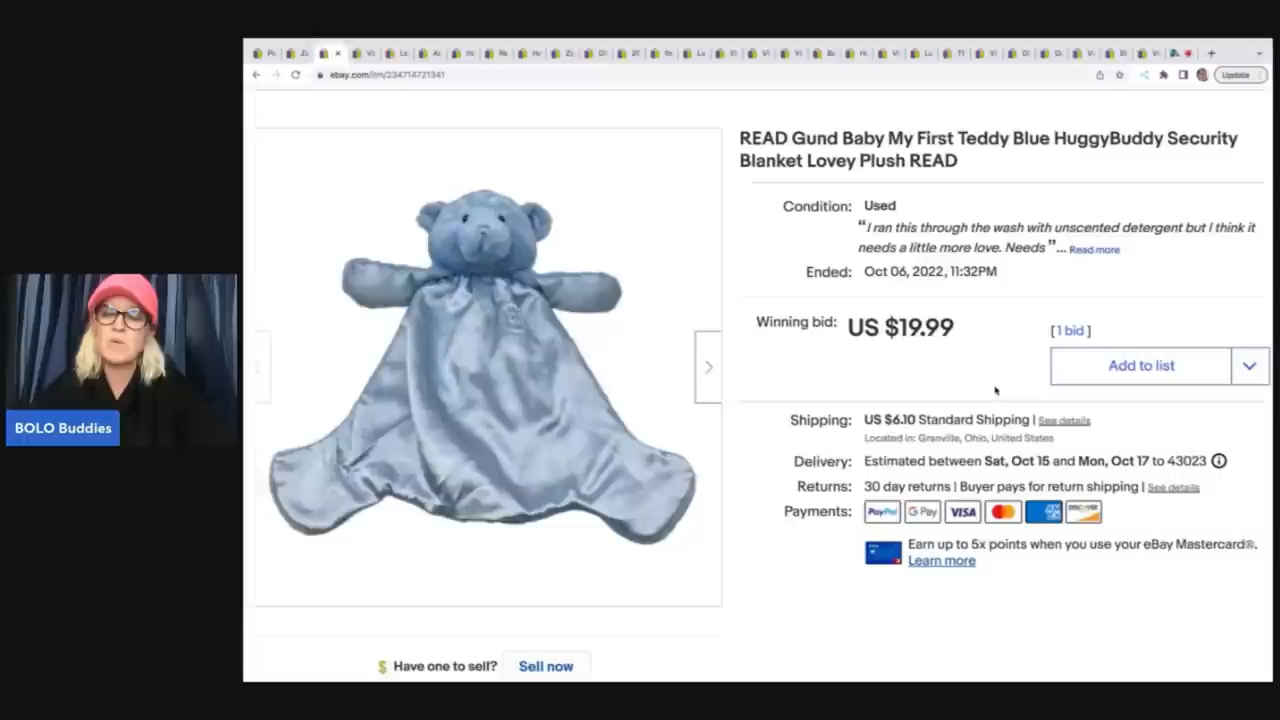 ebay.com/itm/234714721341
Update
READ Gund Baby My First Teddy Blue HuggyBuddy Security
Blanket Lovey Plush READ
Condition: Used
“I ran this through the wash with unscented detergent but I think it
needs a little more love. Needs ”... Read more
Ended: Oct 06, 2022, 11:32PM
Winning bid: US $19.99 [ 1 bid ]
Add to list
Shipping: US $6.10 Standard Shipping | See details
Located in: Granville, Ohio, United States
Delivery: Estimated between Sat, Oct 15 and Mon, Oct 17 to 43023
Returns: 30 day returns | Buyer pays for return shipping | See details
Payments: PayPal G Pay VISA DISCOVER
Earn up to 5x points when you use your eBay Mastercard®.
Learn more
$ Have one to sell? Sell now
BOLO Buddies